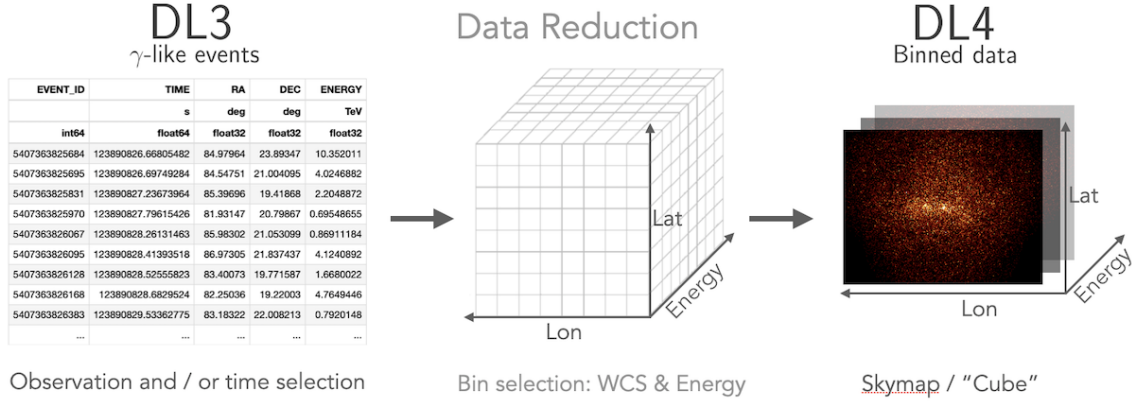 DL3
γ-like events
Data Reduction
DL4
Binned data
EVENT_ID TIME RA DEC ENERGY
s deg deg TeV
int64 float64 float32 float32 float32
5407363825684 123890826.66805482 84.97964 23.89347 10.352011
5407363825695 123890826.69749284 84.54751 21.004095 4.0246882
5407363825831 123890827.23673964 85.39696 19.41868 2.2048872
5407363825970 123890827.79615426 81.93147 20.79867 0.69548655
5407363826067 123890828.26131463 85.98302 21.053099 0.86911184
5407363826095 123890828.41393518 86.97305 21.837437 4.1240892
5407363826128 123890828.52555823 83.40073 19.771587 1.6680022
5407363826168 123890828.6829524 82.25036 19.22003 4.7649446
5407363826383 123890829.53362775 83.18322 22.008213 0.7920148
... ... ... ... ...
Lat
Energy
Lon
Lat
Energy
Lon
Observation and / or time selection
Bin selection: WCS & Energy
Skymap / "Cube"